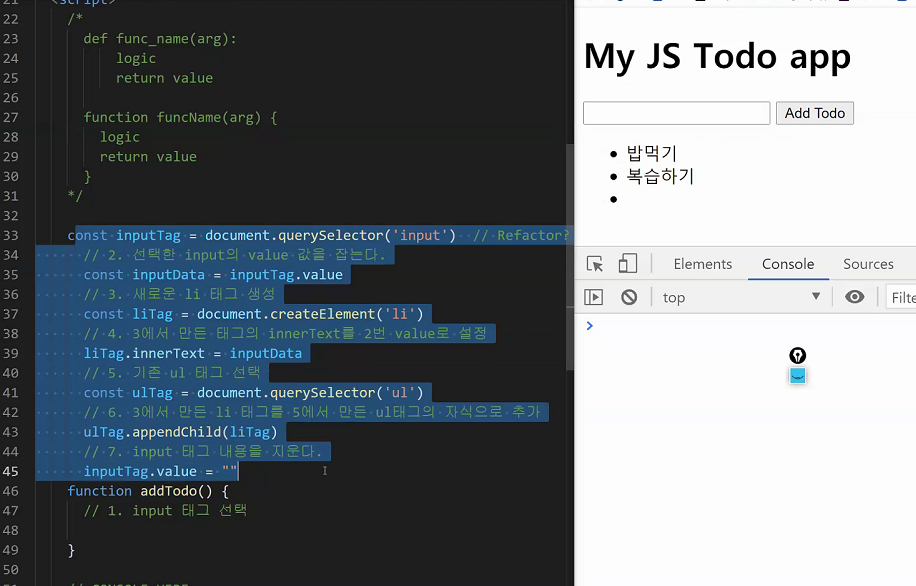 <script>
22 /*
23 def func_name(arg):
24 logic
25 return value
26
27 function funcName(arg) {
28 logic
29 return value
30 }
31 */
32
33 const inputTag = document.querySelector('input') // Refactor?
34 // 2. 선택한 input의 value 값을 잡는다.
35 const inputData = inputTag.value
36 // 3. 새로운 li 태그 생성
37 const liTag = document.createElement('li')
38 // 4. 3에서 만든 태그의 innerText를 2번 value로 설정
39 liTag.innerText = inputData
40 // 5. 기존 ul 태그 선택
41 const ulTag = document.querySelector('ul')
42 // 6. 3에서 만든 li 태그를 5에서 만든 ul태그의 자식으로 추가
43 ulTag.appendChild(liTag)
44 // 7. input 태그 내용을 지운다.
45 inputTag.value = ""
46 function addTodo() {
47 // 1. input 태그 선택
48
49 }
50
My JS Todo app
Add Todo
밥먹기
복습하기
Elements Console Sources
top Filte